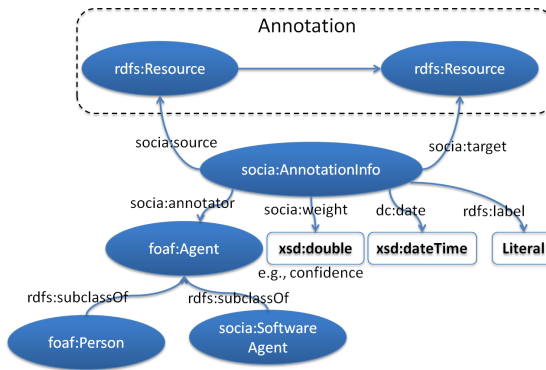 Annotation
rdfs:Resource
rdfs:Resource
socia:source
socia:target
socia:AnnotationInfo
socia:annotator
socia:weight
dc:date
rdfs:label
foaf:Agent
xsd:double
xsd:dateTime
Literal
e.g., confidence
rdfs:subclassOf
rdfs:subclassOf
foaf:Person
socia:Software
Agent